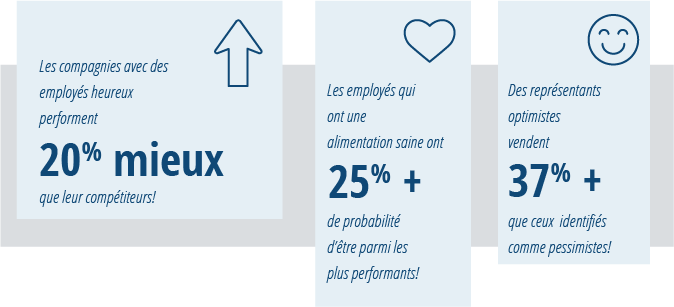 Les compagnies avec des
employés heureux
performent
20% mieux
que leur compétiteurs!
Les employés qui
ont une
alimentation saine ont
25% +
de probabilité
d'être parmi les
plus performants!
Des représentants
optimistes
vendent
37% +
que ceux identifiés
comme pessimistes!